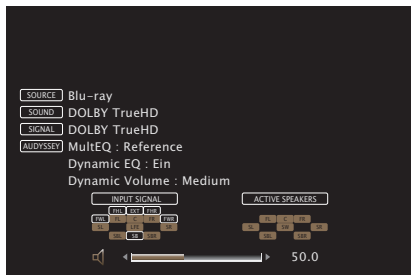 SOURCE Blu-ray
SOUND DOLBY TrueHD
SIGNAL DOLBY TrueHD
AUDYSSEY MultEQ : Reference
Dynamic EQ : Ein
Dynamic Volume : Medium
INPUT SIGNAL ACTIVE SPEAKERS
FHL EXT FHR
FWL FL C FR FWR FL C FR
SL LFE SR SL SW SR
SBL SB SBR SBL SBR
50.0